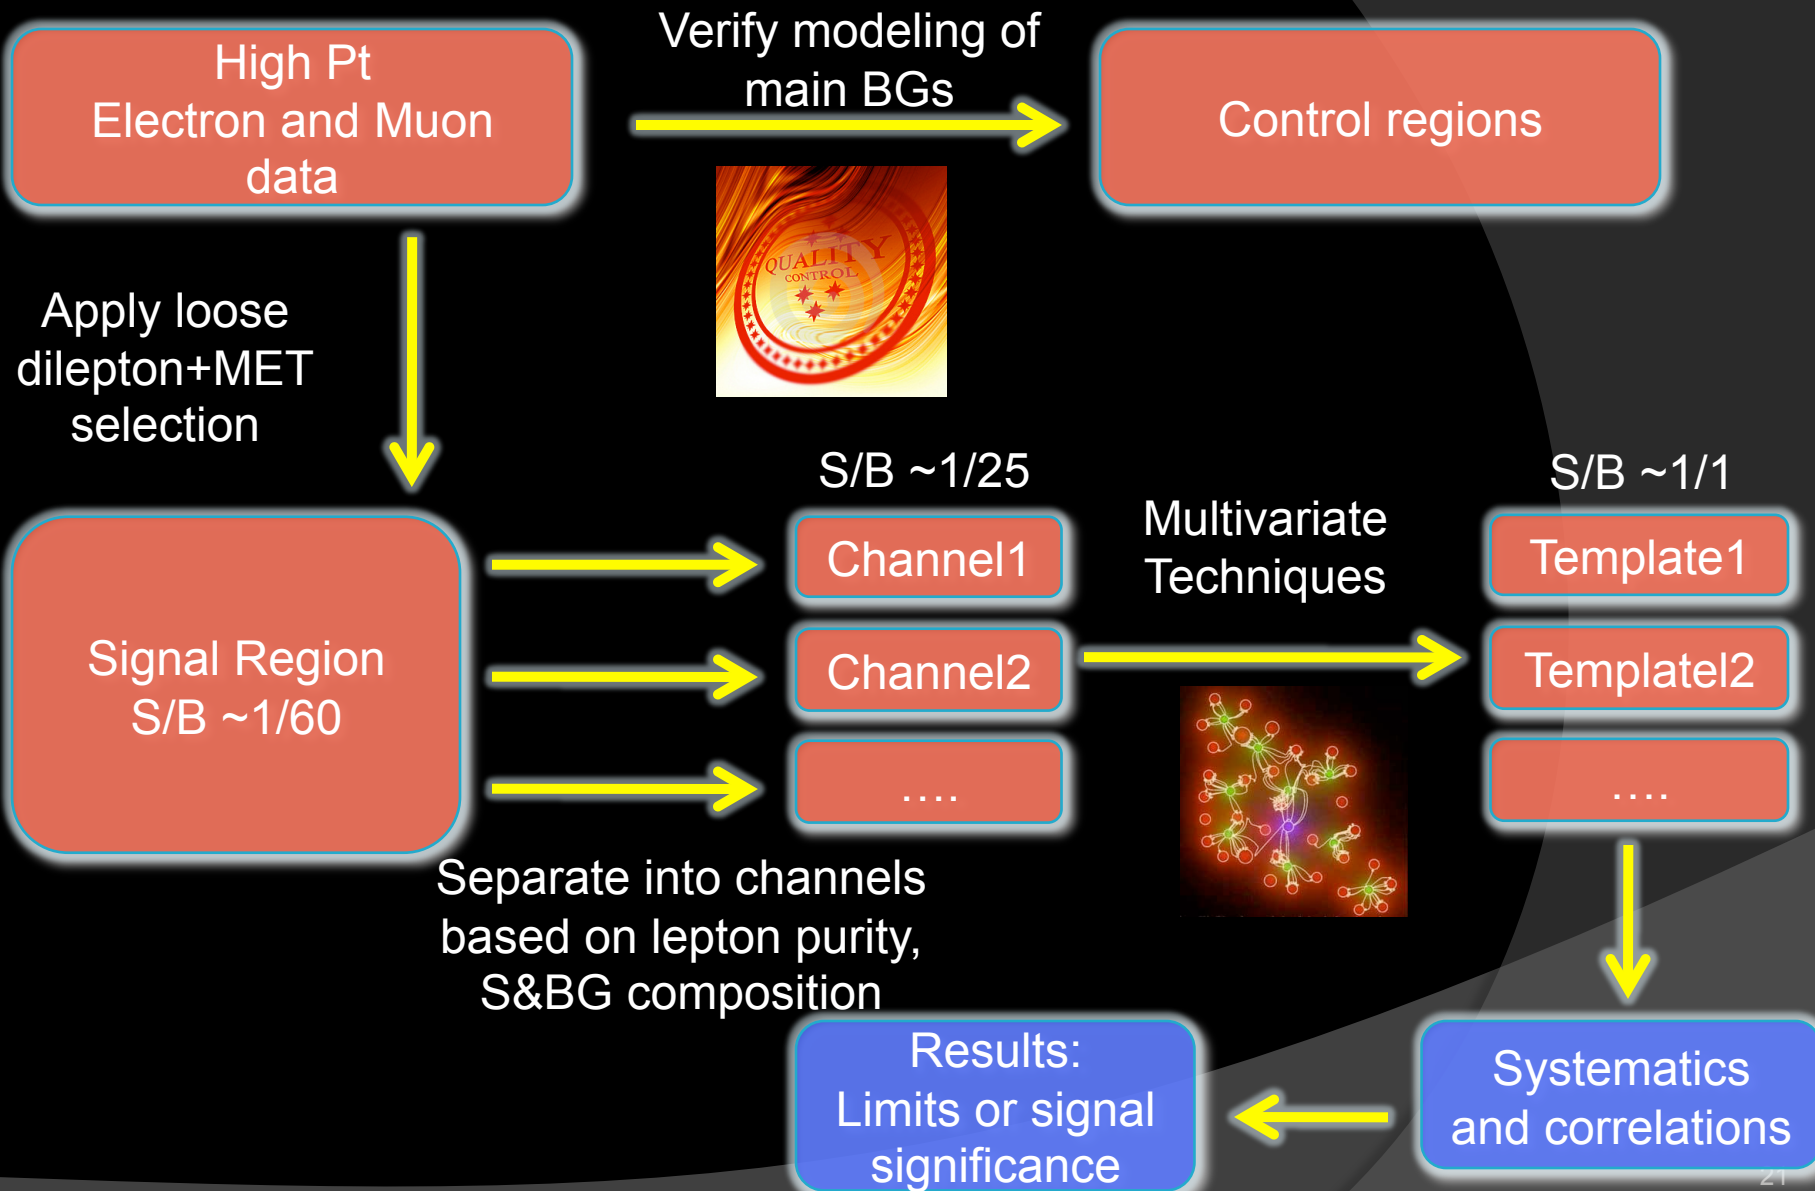 High Pt
Electron and Muon
data
Verify modeling of
main BGs
Control regions
QUALITY
CONTROL
Apply loose
dilepton+MET
selection
Signal Region
S/B ~1/60
S/B ~1/25
Channel1
Channel2
....
Separate into channels
based on lepton purity,
S&BG composition
Multivariate
Techniques
S/B ~1/1
Template1
Templatel2
....
Systematics
and correlations
Results:
Limits or signal
significance
21